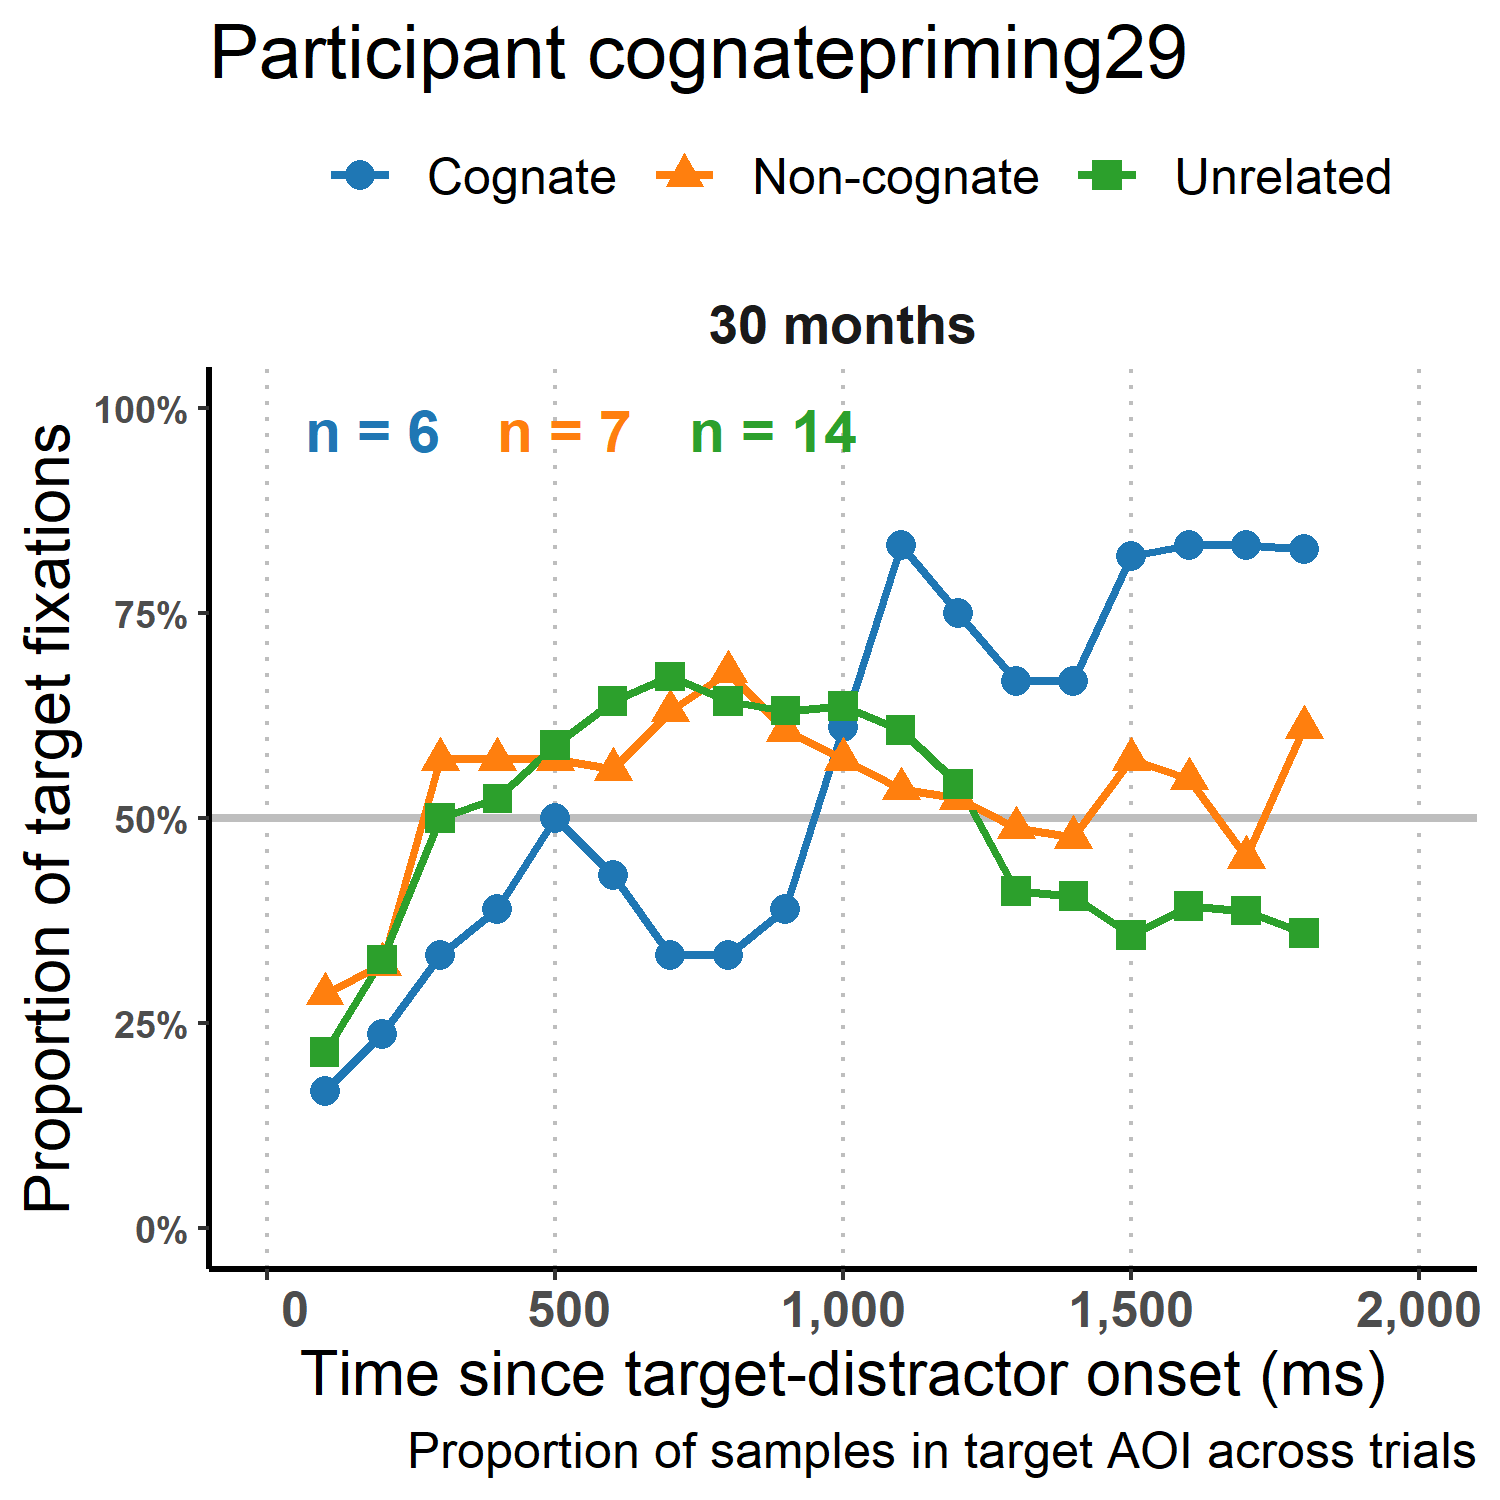 Participant cognatepriming29
Cognate Non-cognate Unrelated
30 months
n = 6 n = 7 n = 14
100%
75%
50%
25%
0%
Proportion of target fixations
0 500 1,000 1,500 2,000
Time since target-distractor onset (ms)
Proportion of samples in target AOI across trials